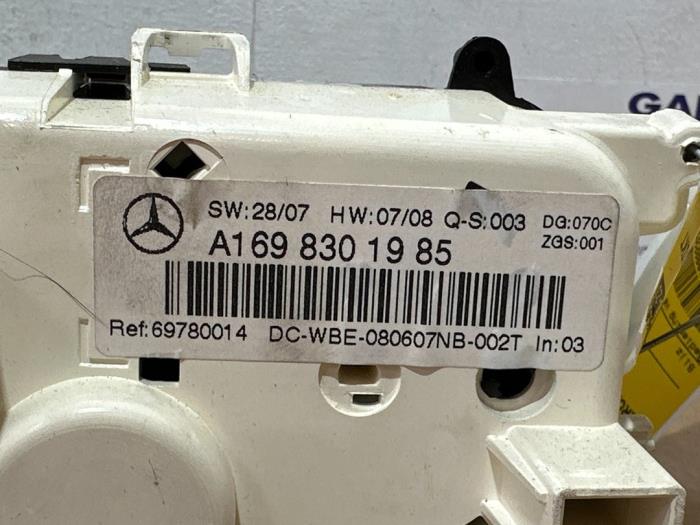 SW:28/07 HW:07/08 Q-S:003 DG:070C
ZGS:001
A169 830 19 85
Ref:69780014 DC-WBE-080607NB-002T In:03